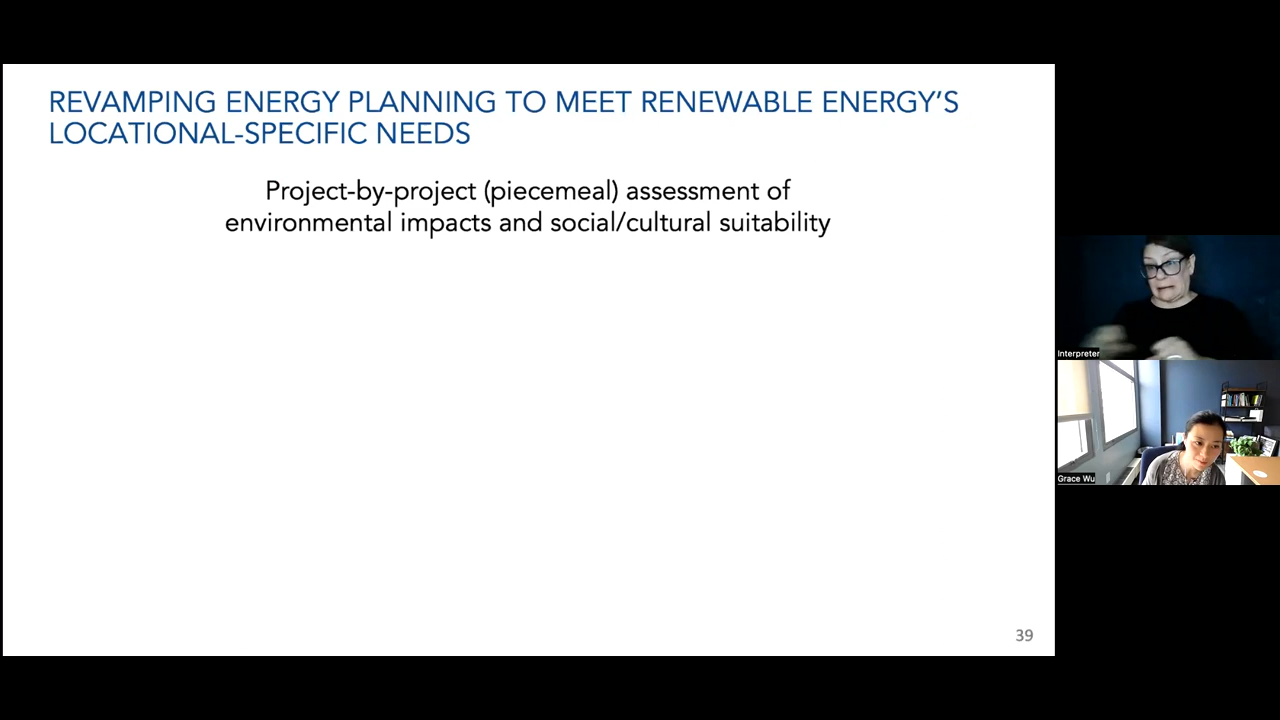 REVAMPING ENERGY PLANNING TO MEET RENEWABLE ENERGY’S
LOCATIONAL-SPECIFIC NEEDS
Project-by-project (piecemeal) assessment of
environmental impacts and social/cultural suitability
39
Interpreter
Grace Wu